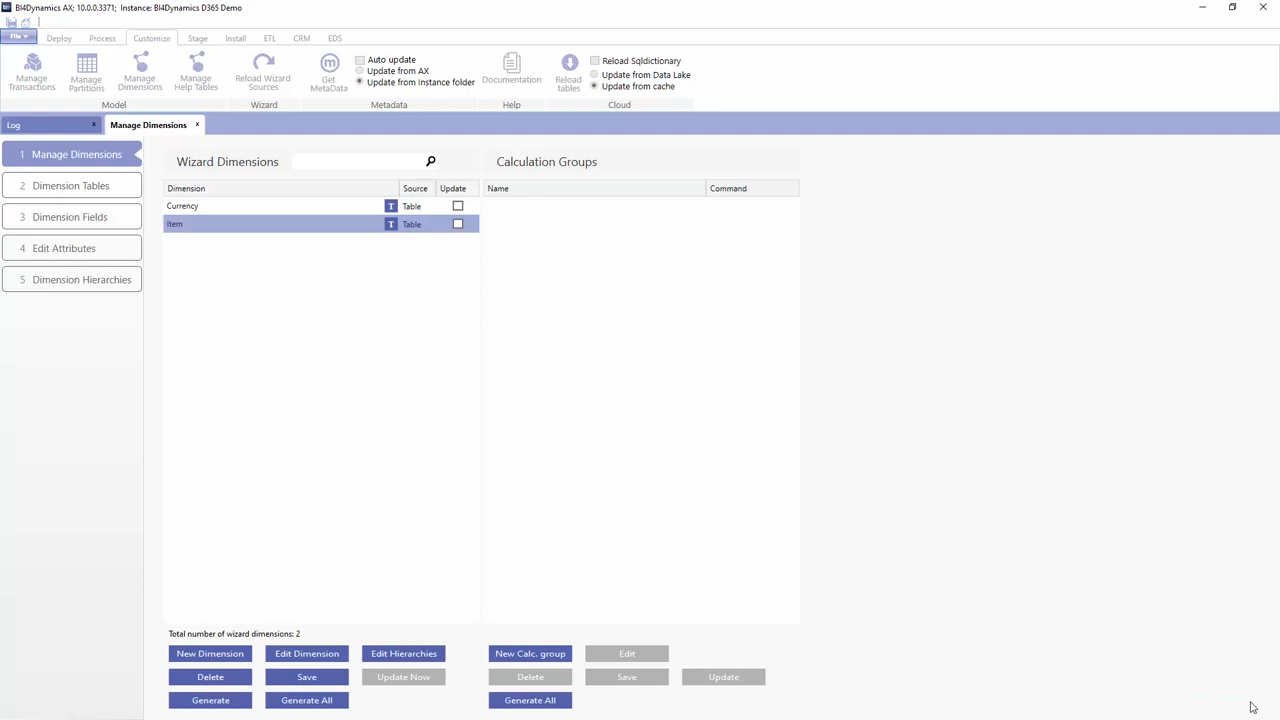 BI4Dynamics AX; 10.0.0.3371; Instance: BI4Dynamics D365 Demo
File
Deploy
Process
Customize
Stage
Install
ETL
CRM
EDS
Manage Transactions
Manage Partitions
Manage Dimensions
Manage Help Tables
Model
Reload Wizard Sources
Wizard
Get MetaData
Auto update
Update from AX
Update from Instance folder
Metadata
Documentation
Help
Reload tables
Reload Sqldictionary
Update from Data Lake
Update from cache
Cloud
Log x
Manage Dimensions x
1 Manage Dimensions
2 Dimension Tables
3 Dimension Fields
4 Edit Attributes
5 Dimension Hierarchies
Wizard Dimensions
Dimension Source Update
Currency T Table
Item T Table
Calculation Groups
Name Command
Total number of wizard dimensions: 2
New Dimension Edit Dimension Edit Hierarchies
Delete Save Update Now
Generate Generate All
New Calc. group Edit
Delete Save Update
Generate All